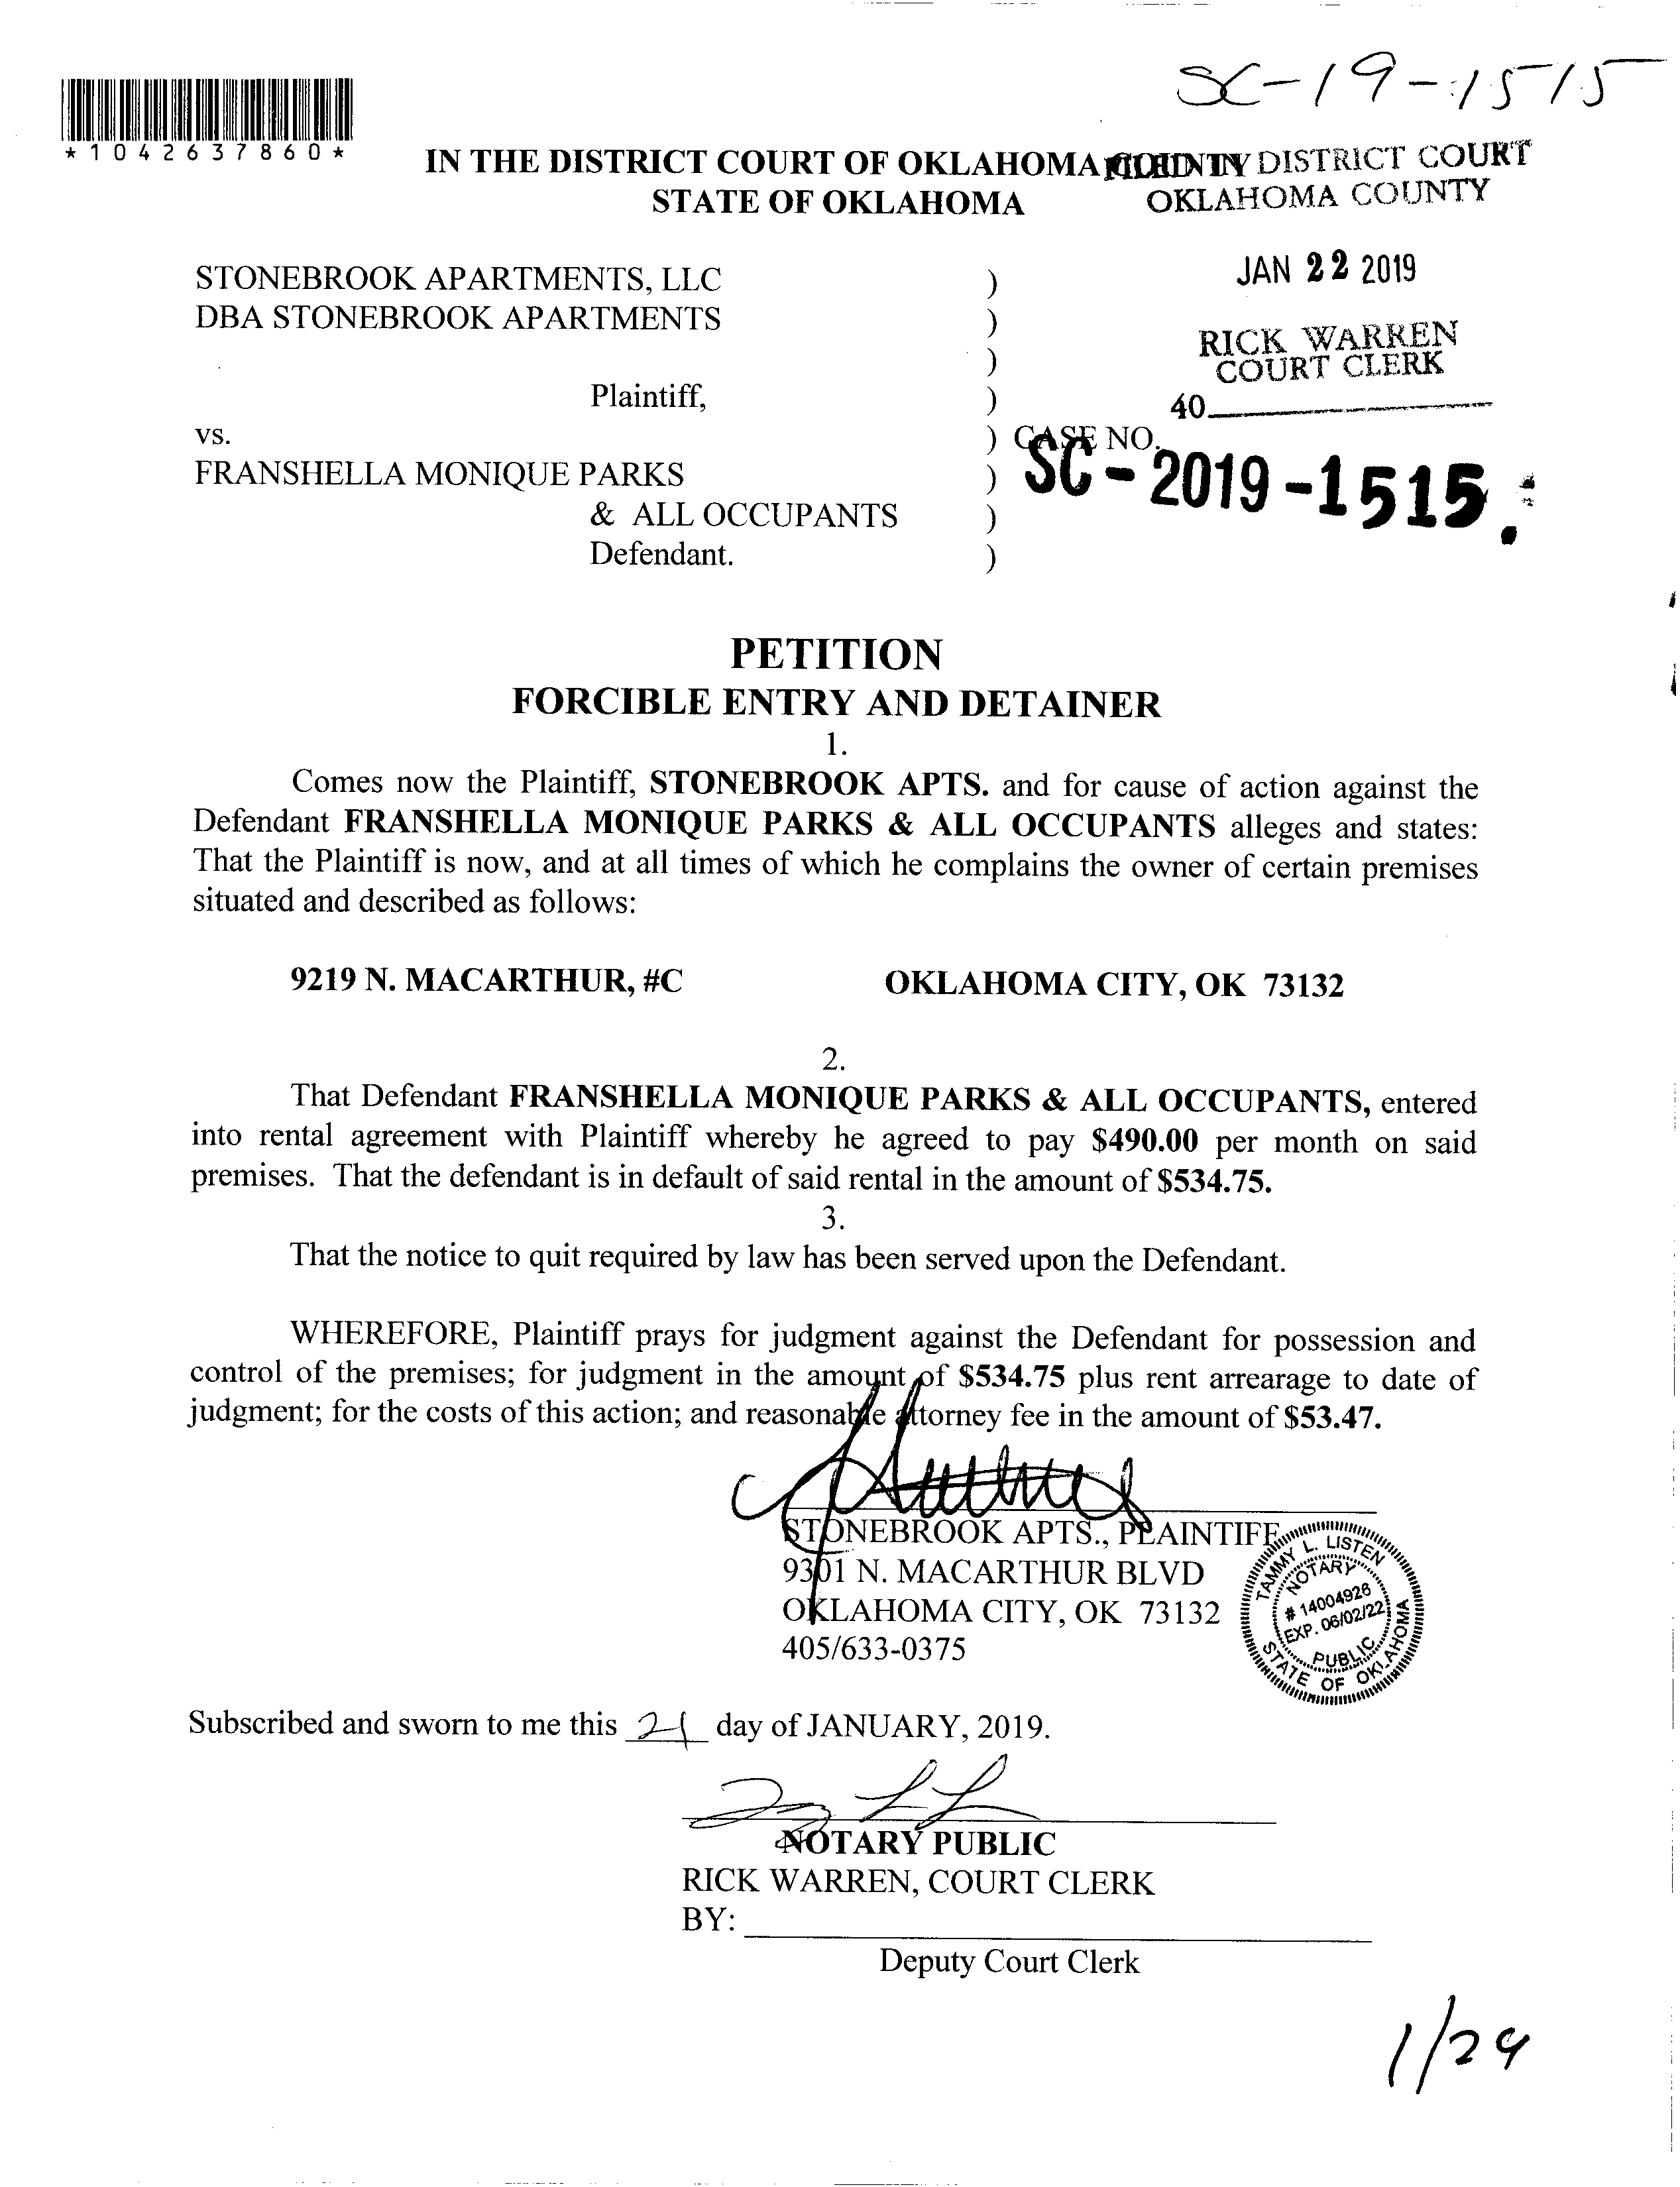 SC-19-1515
*1042637860*
IN THE DISTRICT COURT OF OKLAHOMA COUNTY
STATE OF OKLAHOMA
FILED IN DISTRICT COURT
OKLAHOMA COUNTY
JAN 22 2019
RICK WARREN
COURT CLERK
40
STONEBROOK APARTMENTS, LLC )
DBA STONEBROOK APARTMENTS )
)
Plaintiff, )
vs. ) CASE NO.
SC-2019-1515
FRANSHELLA MONIQUE PARKS )
& ALL OCCUPANTS )
Defendant. )
PETITION
FORCIBLE ENTRY AND DETAINER
1.
Comes now the Plaintiff, STONEBROOK APTS. and for cause of action against the
Defendant FRANSHELLA MONIQUE PARKS & ALL OCCUPANTS alleges and states:
That the Plaintiff is now, and at all times of which he complains the owner of certain premises
situated and described as follows:
9219 N. MACARTHUR, #C OKLAHOMA CITY, OK 73132
2.
That Defendant FRANSHELLA MONIQUE PARKS & ALL OCCUPANTS, entered
into rental agreement with Plaintiff whereby he agreed to pay $490.00 per month on said
premises. That the defendant is in default of said rental in the amount of $534.75.
3.
That the notice to quit required by law has been served upon the Defendant.
WHEREFORE, Plaintiff prays for judgment against the Defendant for possession and
control of the premises; for judgment in the amount of $534.75 plus rent arrearage to date of
judgment; for the costs of this action; and reasonable attorney fee in the amount of $53.47.
STONEBROOK APTS., PLAINTIFF
9301 N. MACARTHUR BLVD
OKLAHOMA CITY, OK 73132
405/633-0375
TAMMY L. LISTEN
NOTARY
# 14004926
EXP. 06/02/22
PUBLIC
STATE OF OKLAHOMA
Subscribed and sworn to me this 21 day of JANUARY, 2019.
NOTARY PUBLIC
RICK WARREN, COURT CLERK
BY:
Deputy Court Clerk
1/29